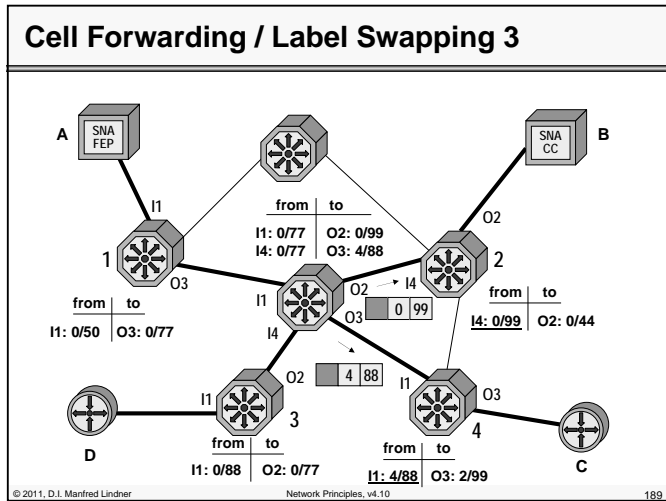 Cell Forwarding / Label Swapping 3
A
SNA
FEP
SNA
CC
B
I1
from to
I1: 0/77 O2: 0/99
I4: 0/77 O3: 4/88
O2
1
O3
2
I1
O2
I4
O3
0 99
from to
I1: 0/50 O3: 0/77
from to
I4: 0/99 O2: 0/44
I4
4 88
O2
I1
3
I1
O3
4
D
C
from to
I1: 0/88 O2: 0/77
from to
I1: 4/88 O3: 2/99
© 2011, D.I. Manfred Lindner
Network Principles, v4.10
189